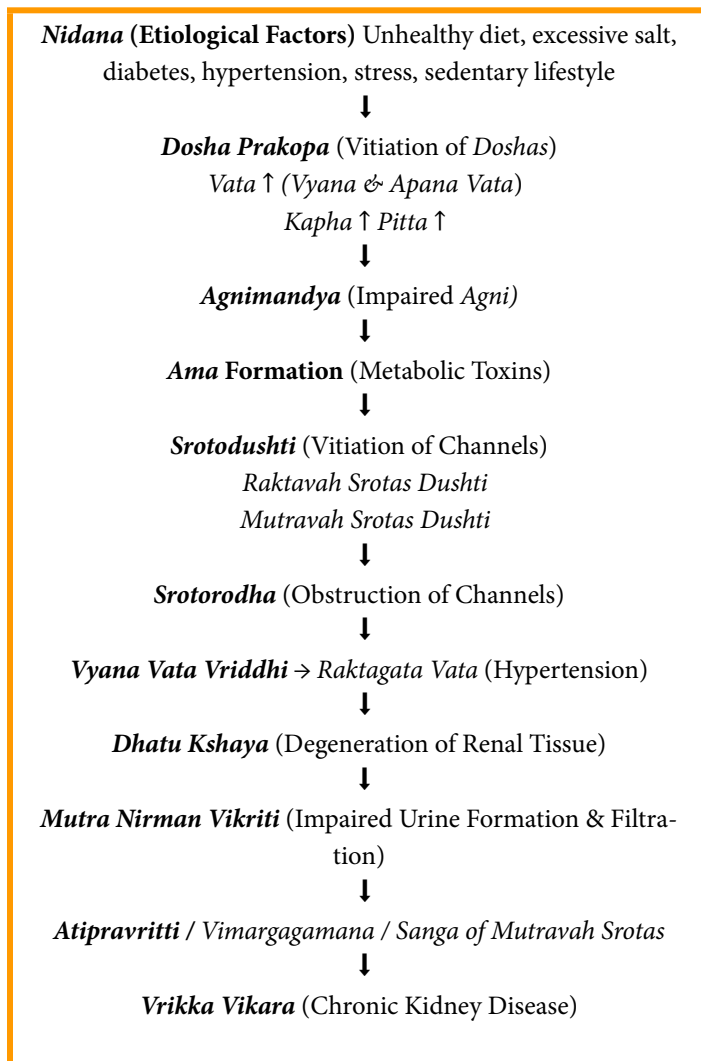 Nidana (Etiological Factors) Unhealthy diet, excessive salt,
diabetes, hypertension, stress, sedentary lifestyle
⬇
Dosha Prakopa (Vitiation of Doshas)
Vata ↑ (Vyana & Apana Vata)
Kapha ↑ Pitta ↑
⬇
Agnimandya (Impaired Agni)
⬇
Ama Formation (Metabolic Toxins)
⬇
Srotodushti (Vitiation of Channels)
Raktavah Srotas Dushti
Mutravah Srotas Dushti
⬇
Srotorodha (Obstruction of Channels)
⬇
Vyana Vata Vriddhi → Raktagata Vata (Hypertension)
⬇
Dhatu Kshaya (Degeneration of Renal Tissue)
⬇
Mutra Nirman Vikriti (Impaired Urine Formation & Filtra-
tion)
⬇
Atipravritti / Vimargagamana / Sanga of Mutravah Srotas
⬇
Vrikka Vikara (Chronic Kidney Disease)